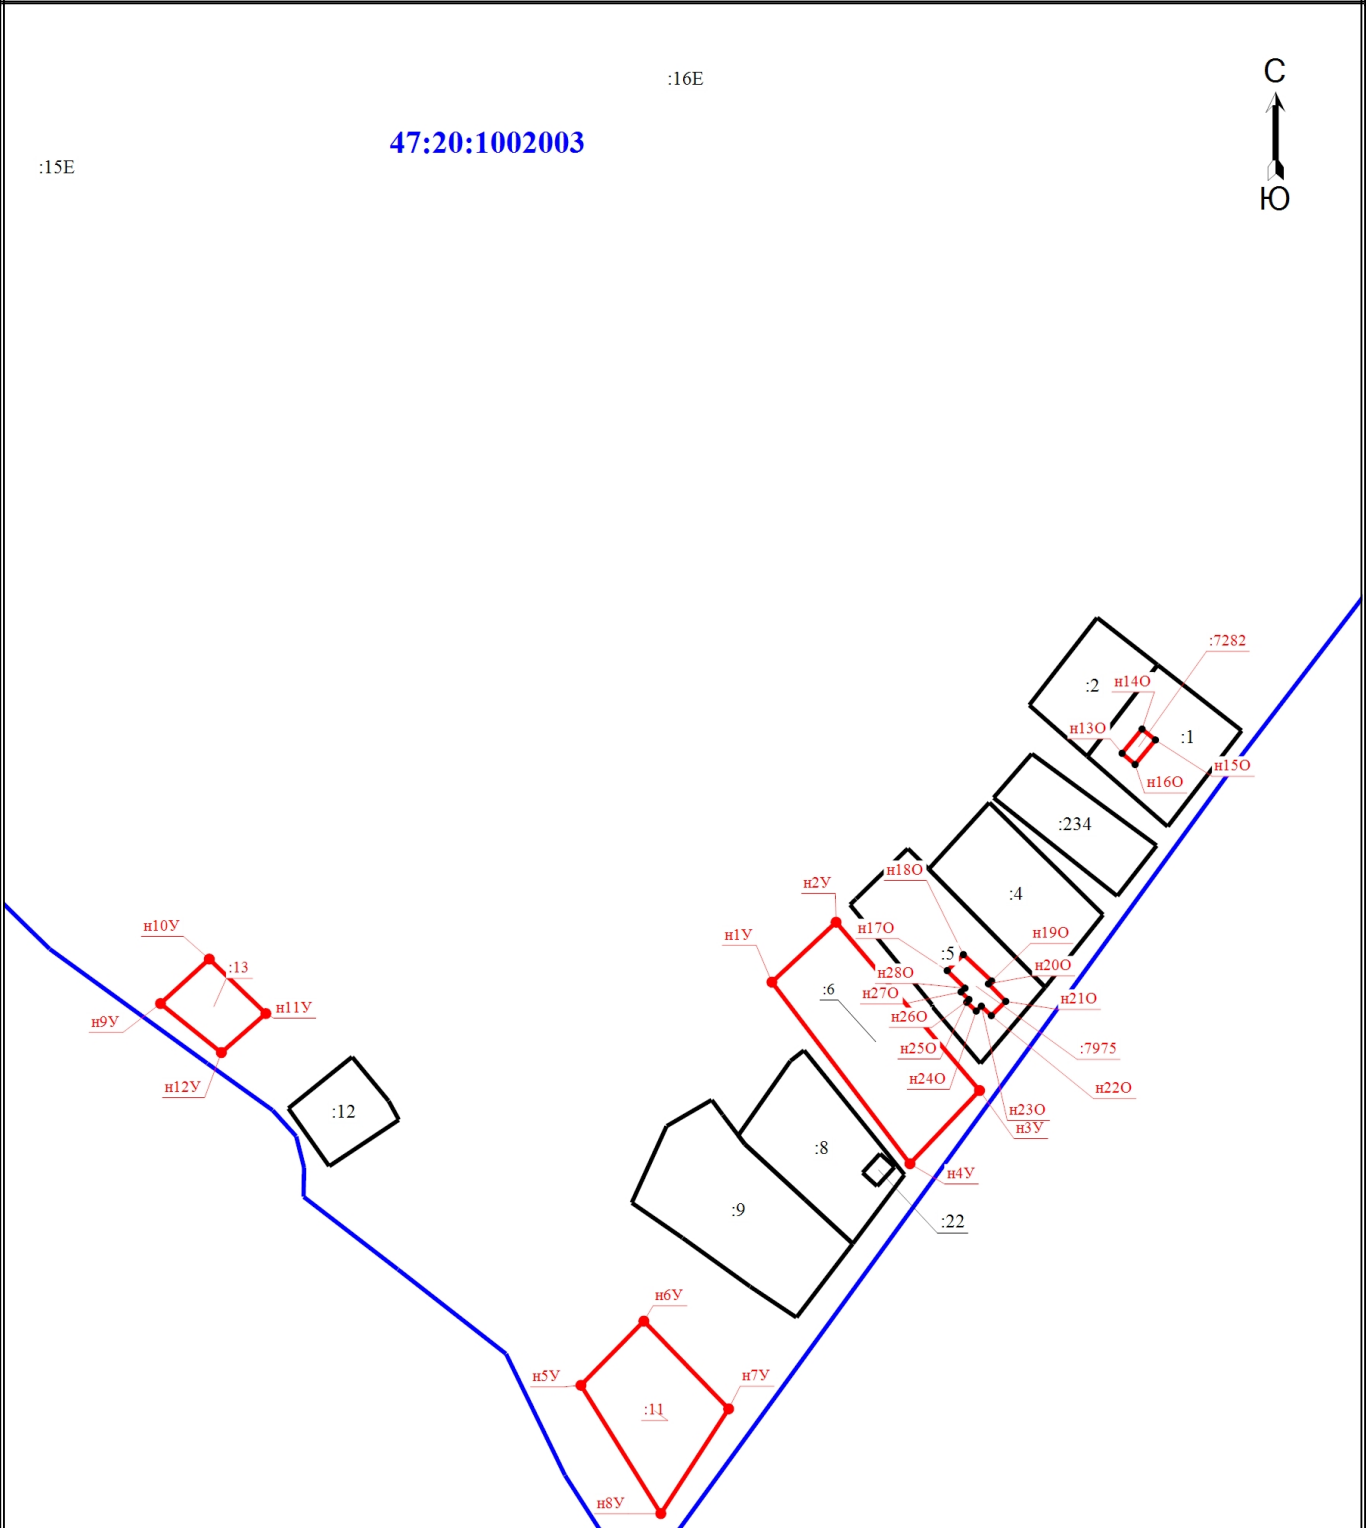 С
:16Е
47:20:1002003
:15Е
Ю
:7282
:2
н14О
н13О
:1
н15О
н16О
:234
н18О
н2У
:4
н10У
н1У
н17О
н19О
:5
:13
н28О
н20О
:6
н27О
н21О
н11У
н9У
н26О
н25О
:7975
н12У
н24О
н22О
:12
н23О
н3У
:8
н4У
:9
:22
н6У
н5У
н7У
:11
н8У